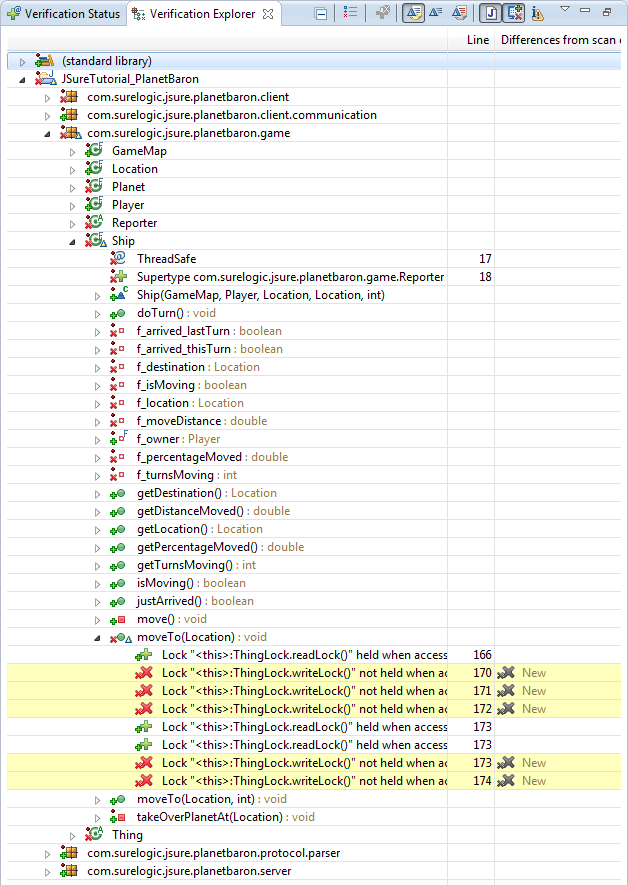 Verification Status Verification Explorer
Line Differences from scan
(standard library)
JSureTutorial_PlanetBaron
com.surelogic.jsure.planetbaron.client
com.surelogic.jsure.planetbaron.client.communication
com.surelogic.jsure.planetbaron.game
GameMap
Location
Planet
Player
Reporter
Ship
ThreadSafe 17
Supertype com.surelogic.jsure.planetbaron.game.Reporter 18
Ship(GameMap, Player, Location, Location, int)
doTurn() : void
f_arrived_lastTurn : boolean
f_arrived_thisTurn : boolean
f_destination : Location
f_isMoving : boolean
f_location : Location
f_moveDistance : double
f_owner : Player
f_percentageMoved : double
f_turnsMoving : int
getDestination() : Location
getDistanceMoved() : double
getLocation() : Location
getPercentageMoved() : double
getTurnsMoving() : int
isMoving() : boolean
justArrived() : boolean
move() : void
moveTo(Location) : void
Lock "<this>:ThingLock.readLock()" held when access 166
Lock "<this>:ThingLock.writeLock()" not held when ac 170 New
Lock "<this>:ThingLock.writeLock()" not held when ac 171 New
Lock "<this>:ThingLock.writeLock()" not held when ac 172 New
Lock "<this>:ThingLock.readLock()" held when access 173
Lock "<this>:ThingLock.readLock()" held when access 173
Lock "<this>:ThingLock.writeLock()" not held when ac 173 New
Lock "<this>:ThingLock.writeLock()" not held when ac 174 New
moveTo(Location, int) : void
takeOverPlanetAt(Location) : void
Thing
com.surelogic.jsure.planetbaron.protocol.parser
com.surelogic.jsure.planetbaron.server